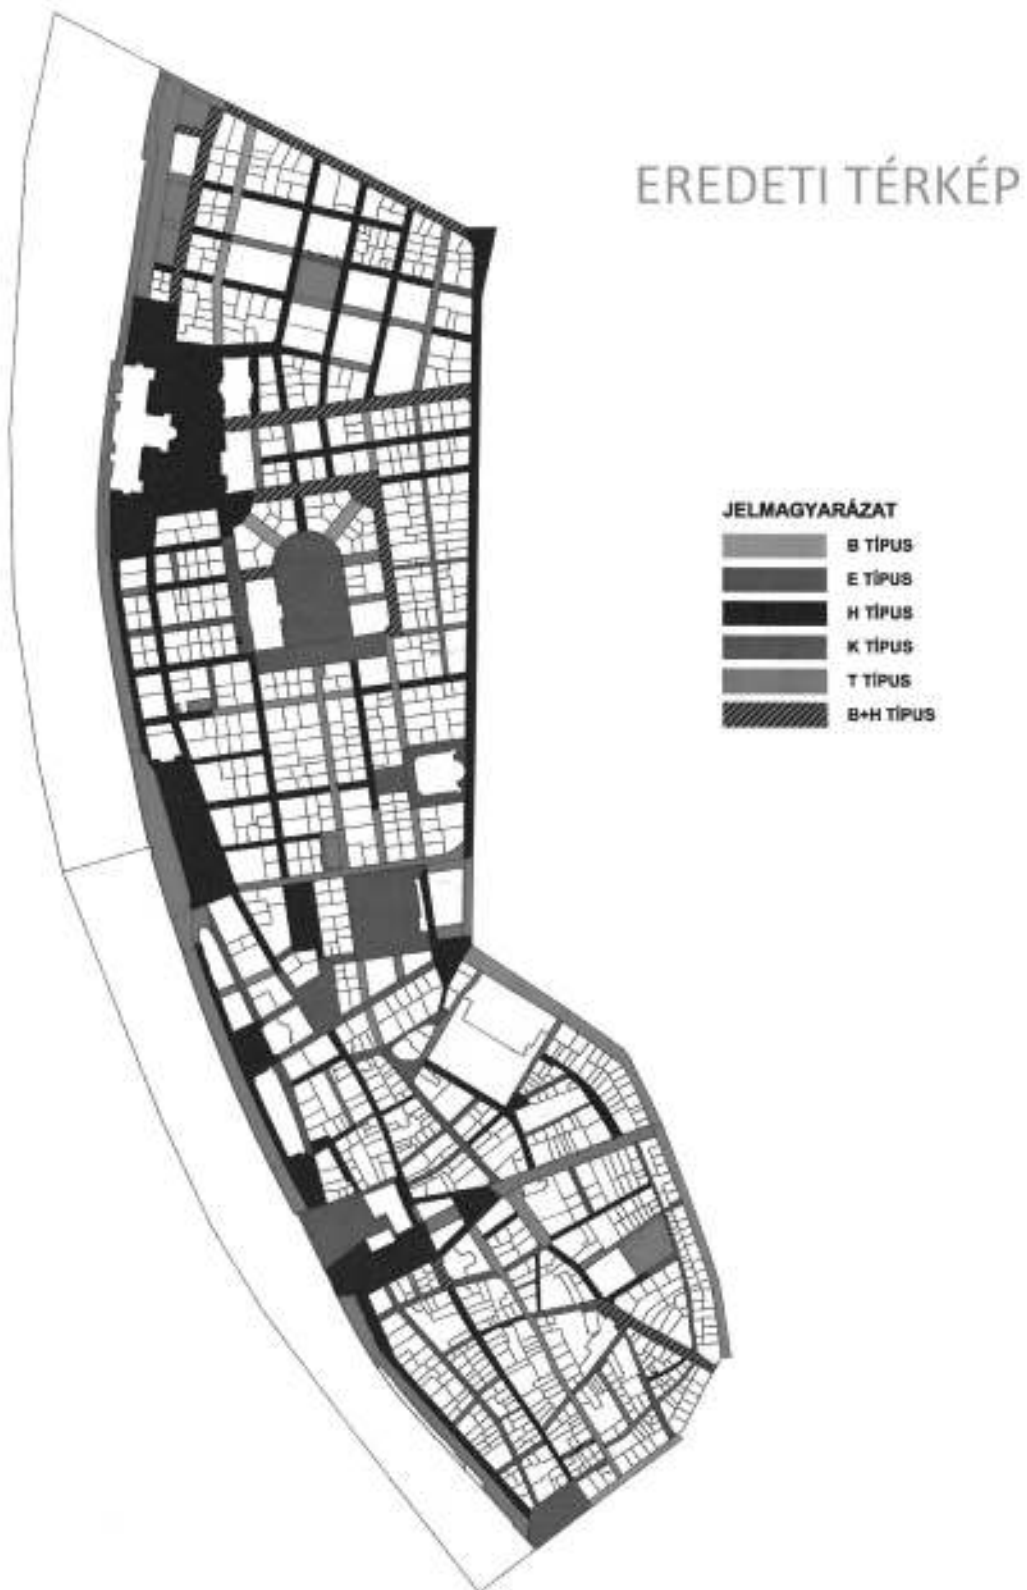 EREDETI TÉRKÉP
JELMAGYARÁZAT
B TÍPUS
E TÍPUS
H TÍPUS
K TÍPUS
T TÍPUS
B+H TÍPUS